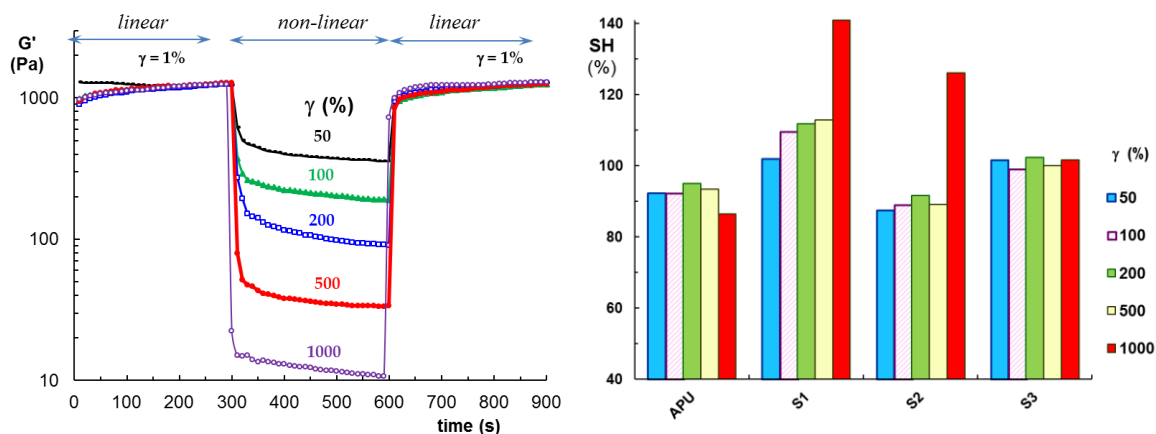 linear non-linear linear
G'
(Pa)
γ = 1% γ = 1%
1000
γ (%)
50
100
200
100
500
1000
10
0 100 200 300 400 500 600 700 800 900
time (s)
140
SH
(%)
120
100
80
60
40
APU S1 S2 S3
γ (%)
50
100
200
500
1000